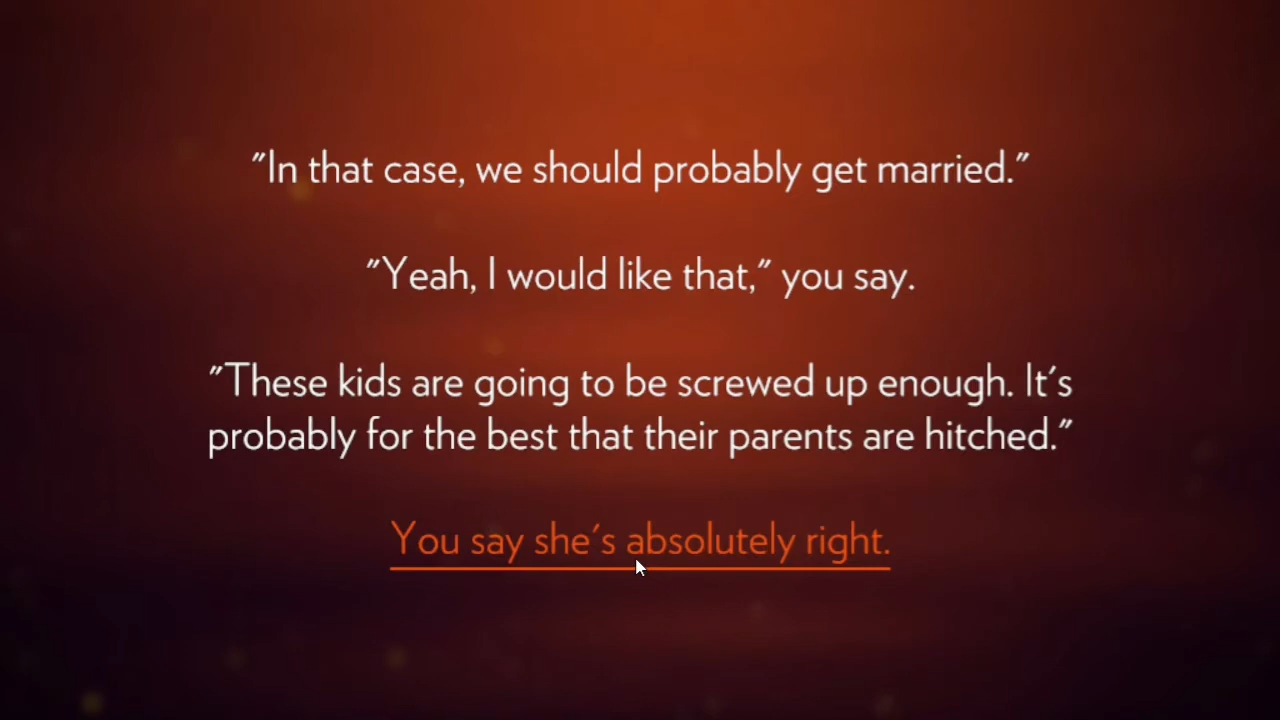 "In that case, we should probably get married."
"Yeah, I would like that," you say.
"These kids are going to be screwed up enough. It's
probably for the best that their parents are hitched."
You say she's absolutely right.